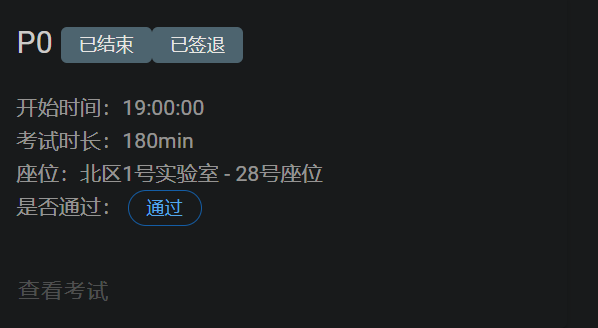 P0 已结束 已签退
开始时间：19:00:00
考试时长：180min
座位：北区1号实验室 - 28号座位
是否通过： 通过
查看考试